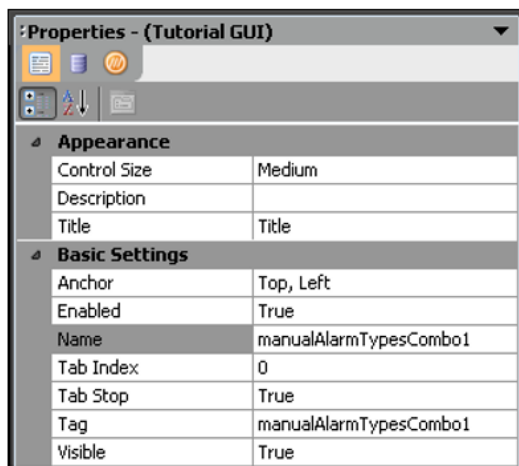 Properties - (Tutorial GUI)
Appearance
Control Size Medium
Description
Title Title
Basic Settings
Anchor Top, Left
Enabled True
Name manualAlarmTypesCombo1
Tab Index 0
Tab Stop True
Tag manualAlarmTypesCombo1
Visible True